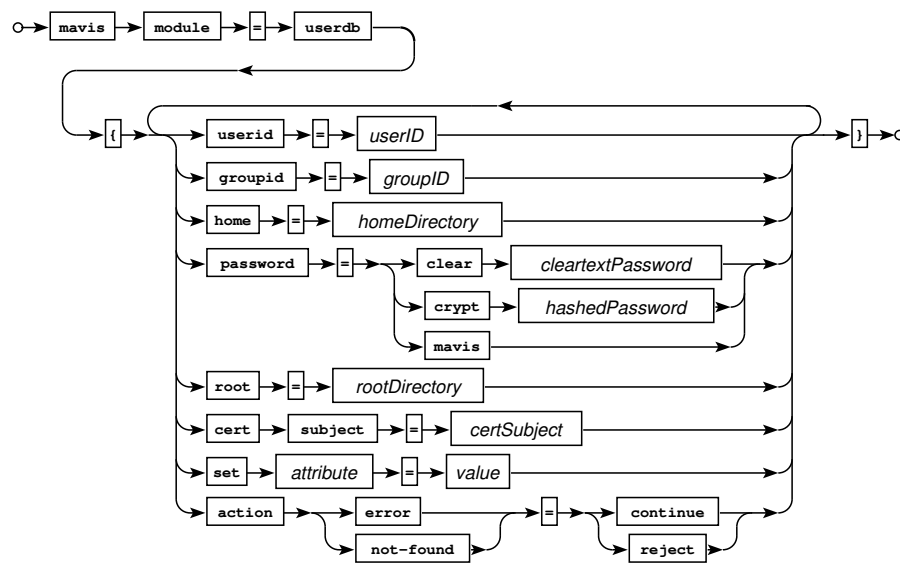 mavis module = userdb
{ userid = userID }
groupid = groupID
home = homeDirectory
password = clear cleartextPassword
crypt hashedPassword
mavis
root = rootDirectory
cert subject = certSubject
set attribute = value
action error = continue
not-found reject